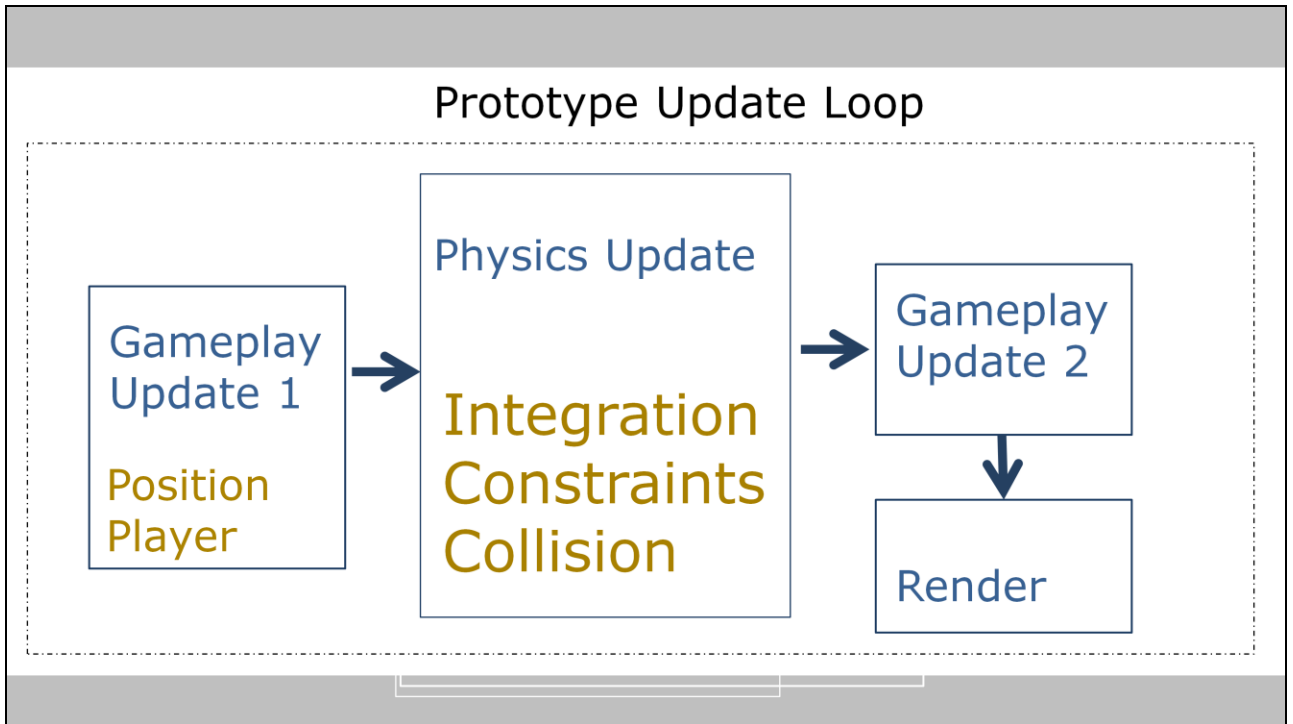 Prototype Update Loop
Gameplay
Update 1
Position
Player
Physics Update
Integration
Constraints
Collision
Gameplay
Update 2
Render